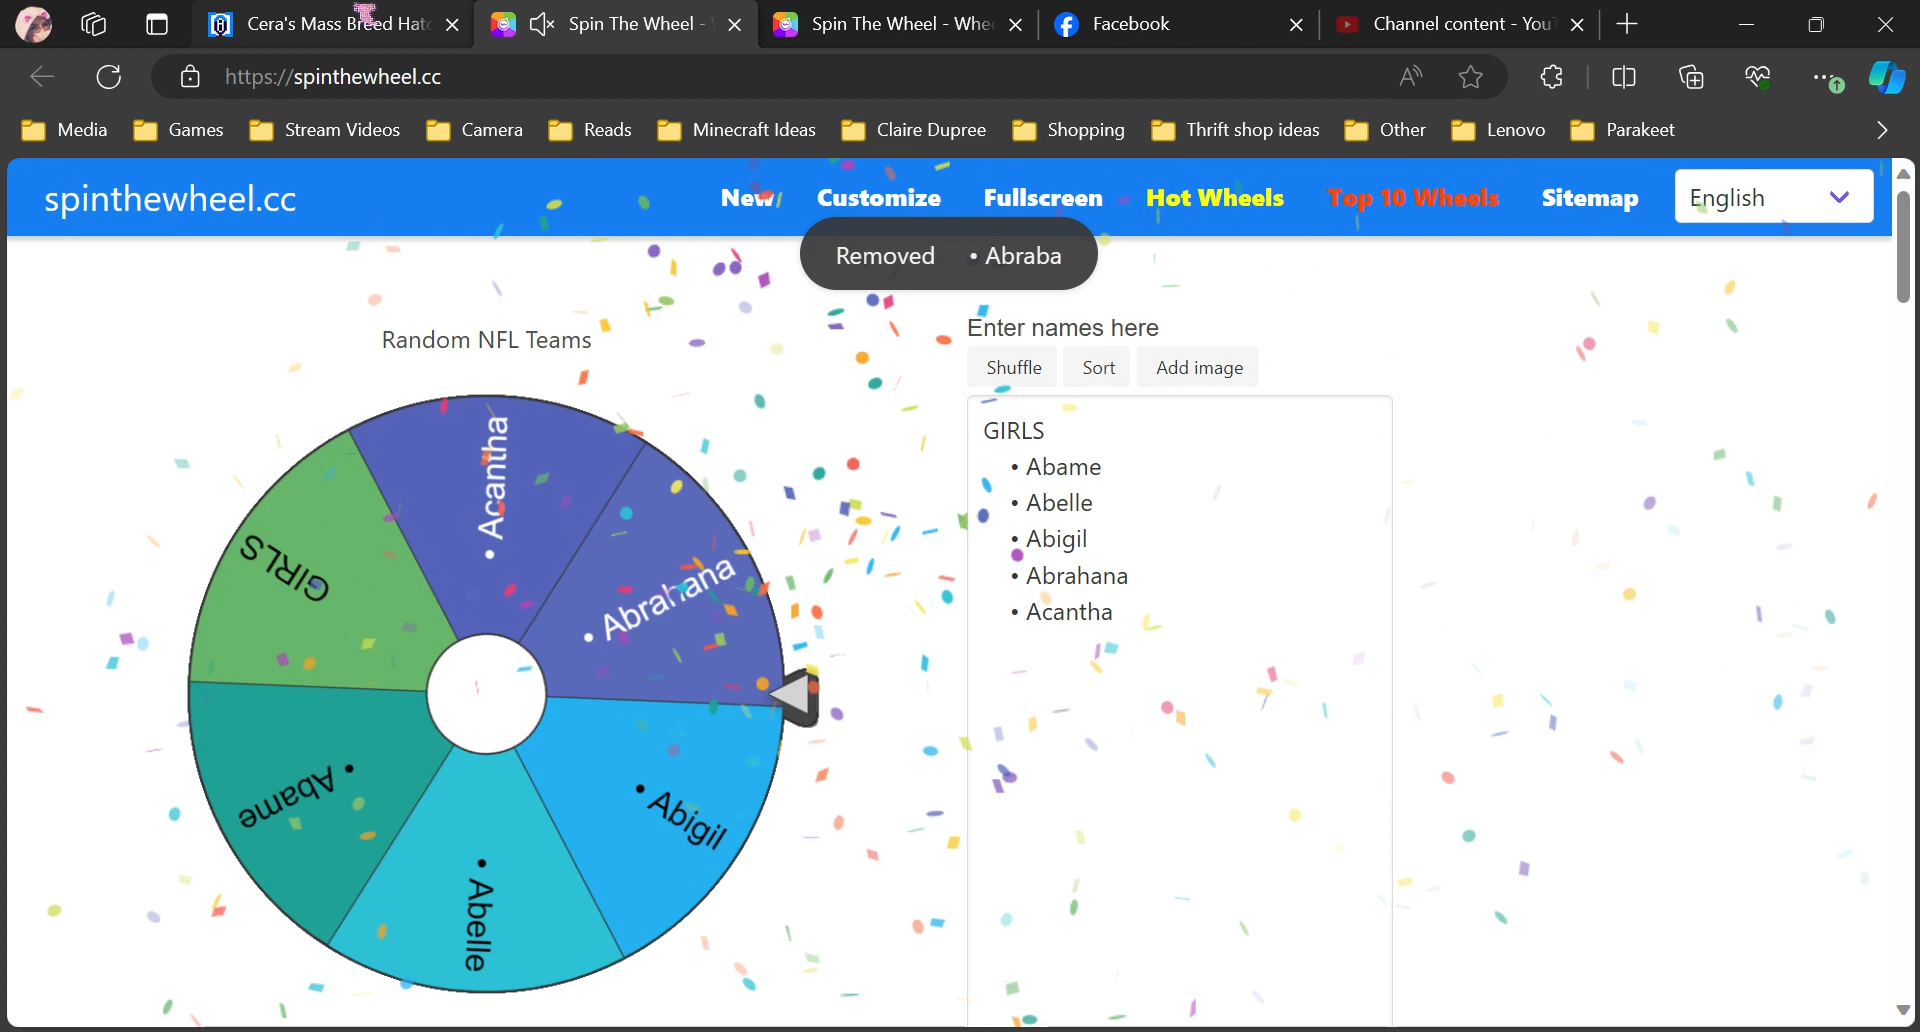 Cera's Mass Breed Hatc
Spin The Wheel -
Spin The Wheel - Whe
Facebook
Channel content - YouT
https://spinthewheel.cc
Media
Games
Stream Videos
Camera
Reads
Minecraft Ideas
Claire Dupree
Shopping
Thrift shop ideas
Other
Lenovo
Parakeet
spinthewheel.cc
New
Customize
Fullscreen
Hot Wheels
Top 10 Wheels
Sitemap
English
Removed • Abraba
Random NFL Teams
Enter names here
Shuffle
Sort
Add image
GIRLS
• Abame
• Abelle
• Abigil
• Abrahana
• Acantha
• Acantha
• Abrahana
GIRLS
• Abame
• Abigil
• Abelle